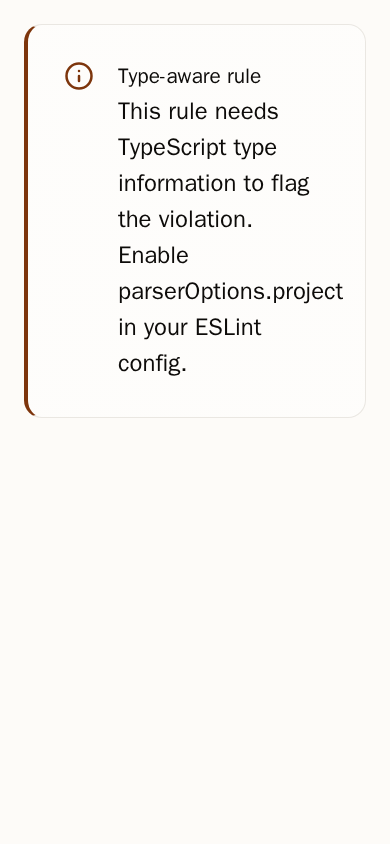 Type-aware rule
This rule needs
TypeScript type
information to flag
the violation.
Enable
parserOptions.project
in your ESLint
config.